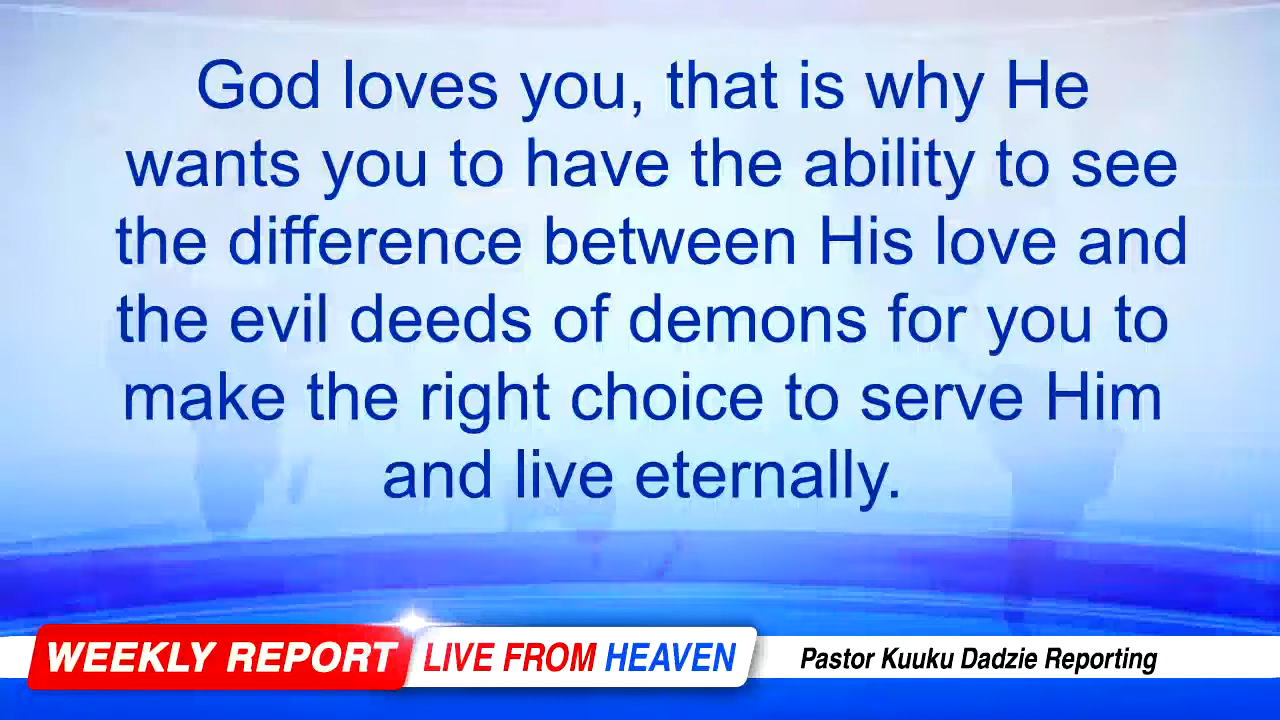 God loves you, that is why He
wants you to have the ability to see
the difference between His love and
the evil deeds of demons for you to
make the right choice to serve Him
and live eternally.
WEEKLY REPORT LIVE FROM HEAVEN Pastor Kuuku Dadzie Reporting